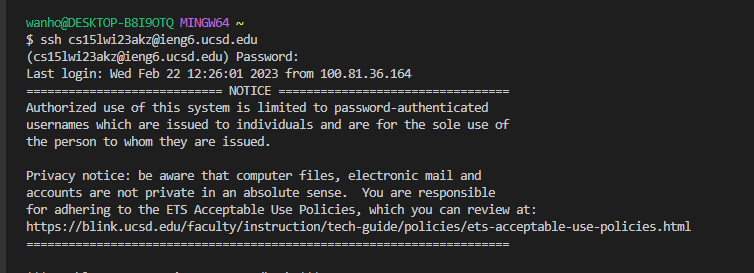 wanho@DESKTOP-B8I9OTQ MINGW64 ~
$ ssh cs15lwi23akz@ieng6.ucsd.edu
(cs15lwi23akz@ieng6.ucsd.edu) Password:
Last login: Wed Feb 22 12:26:01 2023 from 100.81.36.164
============================ NOTICE =================================
Authorized use of this system is limited to password-authenticated
usernames which are issued to individuals and are for the sole use of
the person to whom they are issued.

Privacy notice: be aware that computer files, electronic mail and
accounts are not private in an absolute sense.  You are responsible
for adhering to the ETS Acceptable Use Policies, which you can review at:
https://blink.ucsd.edu/faculty/instruction/tech-guide/policies/ets-acceptable-use-policies.html
=====================================================================